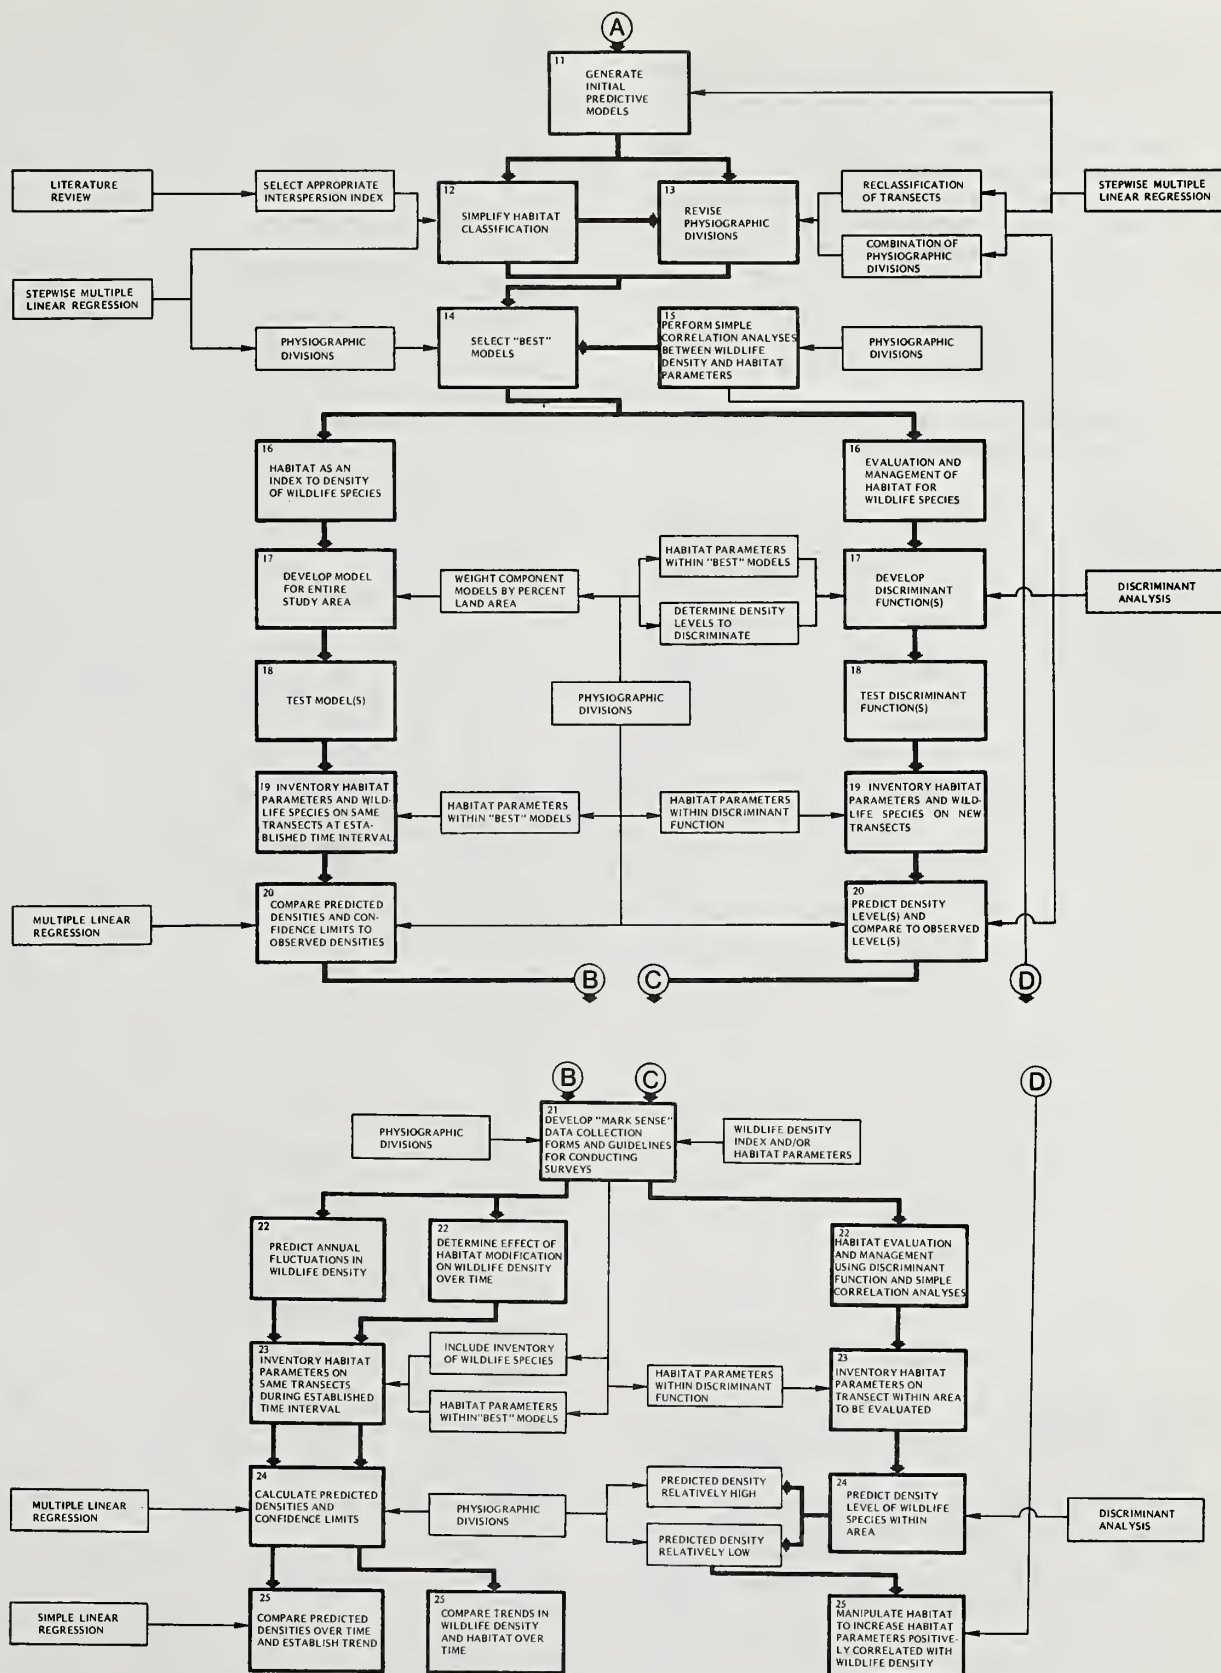 A
11
GENERATE
INITIAL
PREDICTIVE
MODELS
LITERATURE
REVIEW
SELECT APPROPRIATE
INTERSPERSION INDEX
12
SIMPLIFY HABITAT
CLASSIFICATION
13
REVISE
PHYSIOGRAPHIC
DIVISIONS
RECLASSIFICATION
OF TRANSECTS
COMBINATION OF
PHYSIOGRAPHIC
DIVISIONS
STEPWISE MULTIPLE
LINEAR REGRESSION
STEPWISE MULTIPLE
LINEAR REGRESSION
PHYSIOGRAPHIC
DIVISIONS
14
SELECT "BEST"
MODELS
15
PERFORM SIMPLE
CORRELATION ANALYSES
BETWEEN WILDLIFE
DENSITY AND HABITAT
PARAMETERS
PHYSIOGRAPHIC
DIVISIONS
16
HABITAT AS AN
INDEX TO DENSITY
OF WILDLIFE SPECIES
16
EVALUATION AND
MANAGEMENT OF
HABITAT FOR
WILDLIFE SPECIES
17
DEVELOP MODEL
FOR ENTIRE
STUDY AREA
WEIGHT COMPONENT
MODELS BY PERCENT
LAND AREA
HABITAT PARAMETERS
WITHIN "BEST" MODELS
DETERMINE DENSITY
LEVELS TO
DISCRIMINATE
17
DEVELOP
DISCRIMINANT
FUNCTION(S)
DISCRIMINANT
ANALYSIS
18
TEST MODEL(S)
PHYSIOGRAPHIC
DIVISIONS
18
TEST DISCRIMINANT
FUNCTION(S)
19 INVENTORY HABITAT
PARAMETERS AND WILD-
LIFE SPECIES ON SAME
TRANSECTS AT ESTA-
BLISHED TIME INTERVAL
HABITAT PARAMETERS
WITHIN "BEST" MODELS
HABITAT PARAMETERS
WITHIN DISCRIMINANT
FUNCTION
19 INVENTORY HABITAT
PARAMETERS AND WILD-
LIFE SPECIES ON NEW
TRANSECTS
MULTIPLE LINEAR
REGRESSION
20
COMPARE PREDICTED
DENSITIES AND CON-
FIDENCE LIMITS TO
OBSERVED DENSITIES
20
PREDICT DENSITY
LEVEL(S) AND
COMPARE TO OBSERVED
LEVEL(S)
B
C
D
B
C
D
PHYSIOGRAPHIC
DIVISIONS
21
DEVELOP "MARK SENSE"
DATA COLLECTION
FORMS AND GUIDELINES
FOR CONDUCTING
SURVEYS
WILDLIFE DENSITY
INDEX AND/OR
HABITAT PARAMETERS
22
PREDICT ANNUAL
FLUCTUATIONS IN
WILDLIFE DENSITY
22
DETERMINE EFFECT OF
HABITAT MODIFICATION
ON WILDLIFE DENSITY
OVER TIME
22
HABITAT EVALUATION
AND MANAGEMENT
USING DISCRIMINANT
FUNCTION AND SIMPLE
CORRELATION ANALYSES
23
INVENTORY HABITAT
PARAMETERS ON
SAME TRANSECTS
DURING ESTABLISHED
TIME INTERVAL
INCLUDE INVENTORY
OF WILDLIFE SPECIES
HABITAT PARAMETERS
WITHIN "BEST" MODELS
HABITAT PARAMETERS
WITHIN DISCRIMINANT
FUNCTION
23
INVENTORY HABITAT
PARAMETERS ON
TRANSECT WITHIN AREA
TO BE EVALUATED
MULTIPLE LINEAR
REGRESSION
24
CALCULATE PREDICTED
DENSITIES AND
CONFIDENCE LIMITS
PHYSIOGRAPHIC
DIVISIONS
PREDICTED DENSITY
RELATIVELY HIGH
PREDICTED DENSITY
RELATIVELY LOW
24
PREDICT DENSITY
LEVEL OF WILDLIFE
SPECIES WITHIN
AREA
DISCRIMINANT
ANALYSIS
SIMPLE LINEAR
REGRESSION
25
COMPARE PREDICTED
DENSITIES OVER TIME
AND ESTABLISH TREND
25
COMPARE TRENDS IN
WILDLIFE DENSITY
AND HABITAT OVER
TIME
25
MANIPULATE HABITAT
TO INCREASE HABITAT
PARAMETERS POSITIVE-
LY CORRELATED WITH
WILDLIFE DENSITY